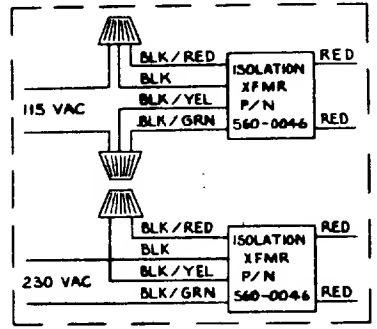 BLK/RED
ISOLATION
RED
BLK
XFMR
115 VAC
BLK/YEL
P/N
BLK/GRN
560-0046
RED
BLK/RED
ISOLATION
RED
BLK
XFMR
230 VAC
BLK/YEL
P/N
BLK/GRN
560-0046
RED